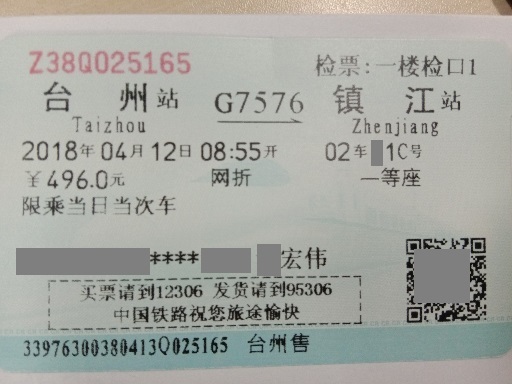 Z38Q025165 检票:一楼检口1
台州站 G7576 镇江站
Taizhou Zhenjiang
2018年04月12日08:55开 02车 1C号
￥496.0元 网折 一等座
限乘当日当次车
**** 宏伟
买票请到12306 发货请到95306
中国铁路祝您旅途愉快
33976300380413Q025165 台州售